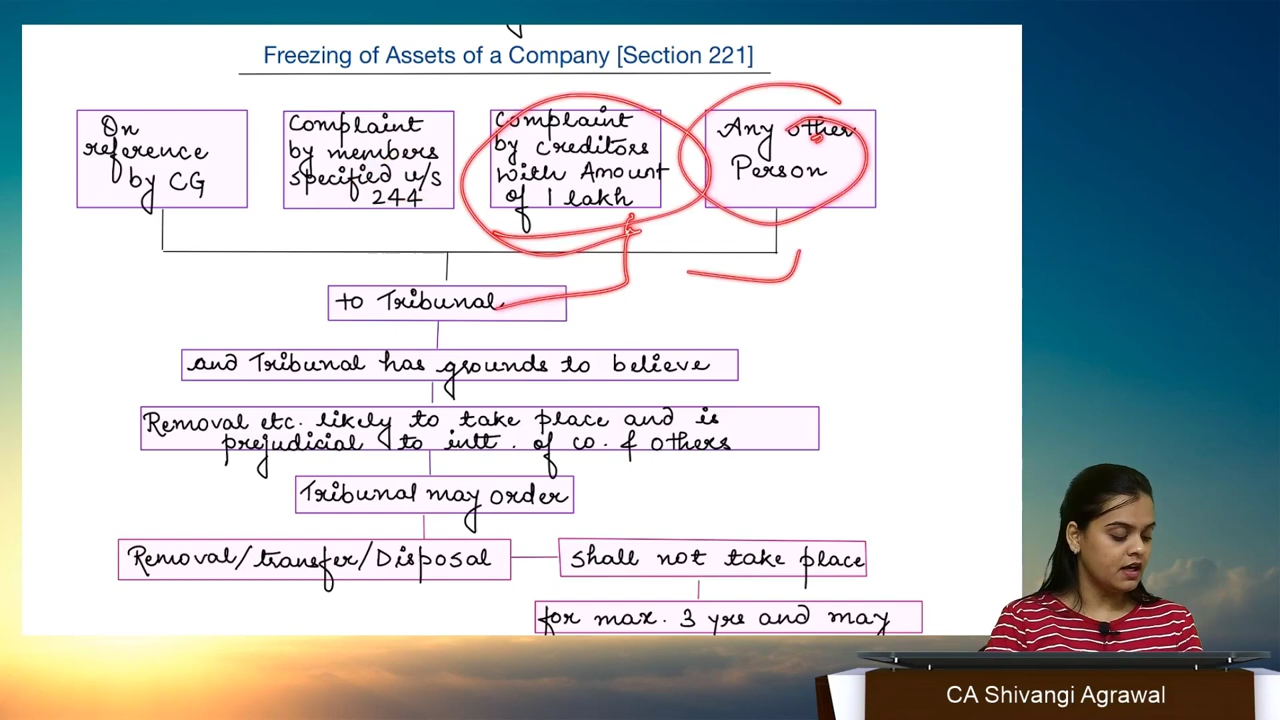 Freezing of Assets of a Company [Section 221]
On
reference
by CG
Complaint
by members
specified u/s
244
Complaint
by creditors
with Amount
of 1 lakh
Any other
Person
to Tribunal
and Tribunal has grounds to believe
Removal etc. likely to take place and is
prejudicial to intt. of co. & others
Tribunal may order
Removal/transfer/Disposal
shall not take place
for max. 3 yrs and may
CA Shivangi Agrawal